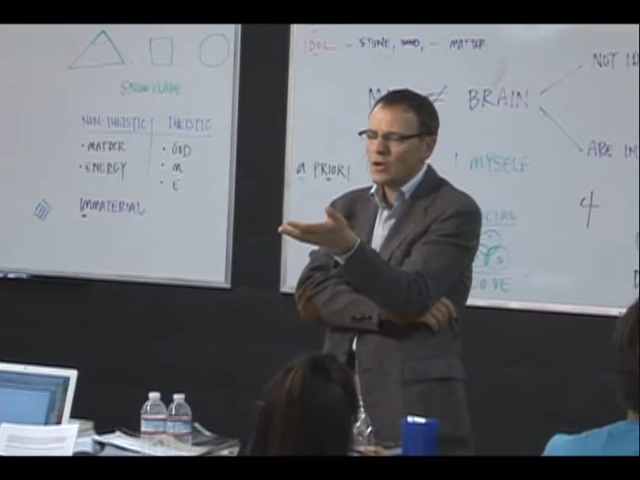 SNOWFLAKE
NON-THEISTIC THEISTIC
• MATTER • GOD
• ENERGY • M
• E
IMMATERIAL
IDOL - STONE, WOOD, - MATTER
≠ BRAIN
NOT
a PRIORI
I MYSELF
ARE
4